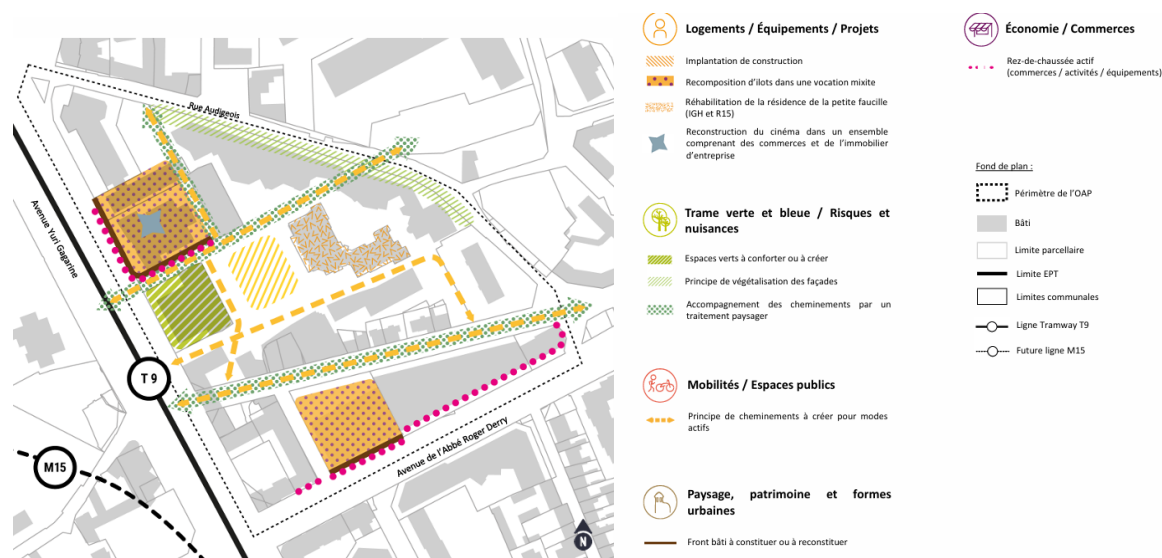 Rue Audigeois
Avenue Yuri Gagarine
T 9
M15
Avenue de l'Abbé Roger Derry
N
Logements / Équipements / Projets
Implantation de construction
Recomposition d'ilots dans une vocation mixite
Réhabilitation de la résidence de la petite faucille
(IGH et R15)
Reconstruction du cinéma dans un ensemble
comprenant des commerces et de l'immobilier
d'entreprise
Trame verte et bleue / Risques et
nuisances
Espaces verts à conforter ou à créer
Principe de végétalisation des façades
Accompagnement des cheminements par un
traitement paysager
Mobilités / Espaces publics
Principe de cheminements à créer pour modes
actifs
Paysage, patrimoine et formes
urbaines
Front bâti à constituer ou à reconstituer
Économie / Commerces
Rez-de-chaussée actif
(commerces / activités / équipements)
Fond de plan :
Périmètre de l'OAP
Bâti
Limite parcellaire
Limite EPT
Limites communales
Ligne Tramway T9
Future ligne M15